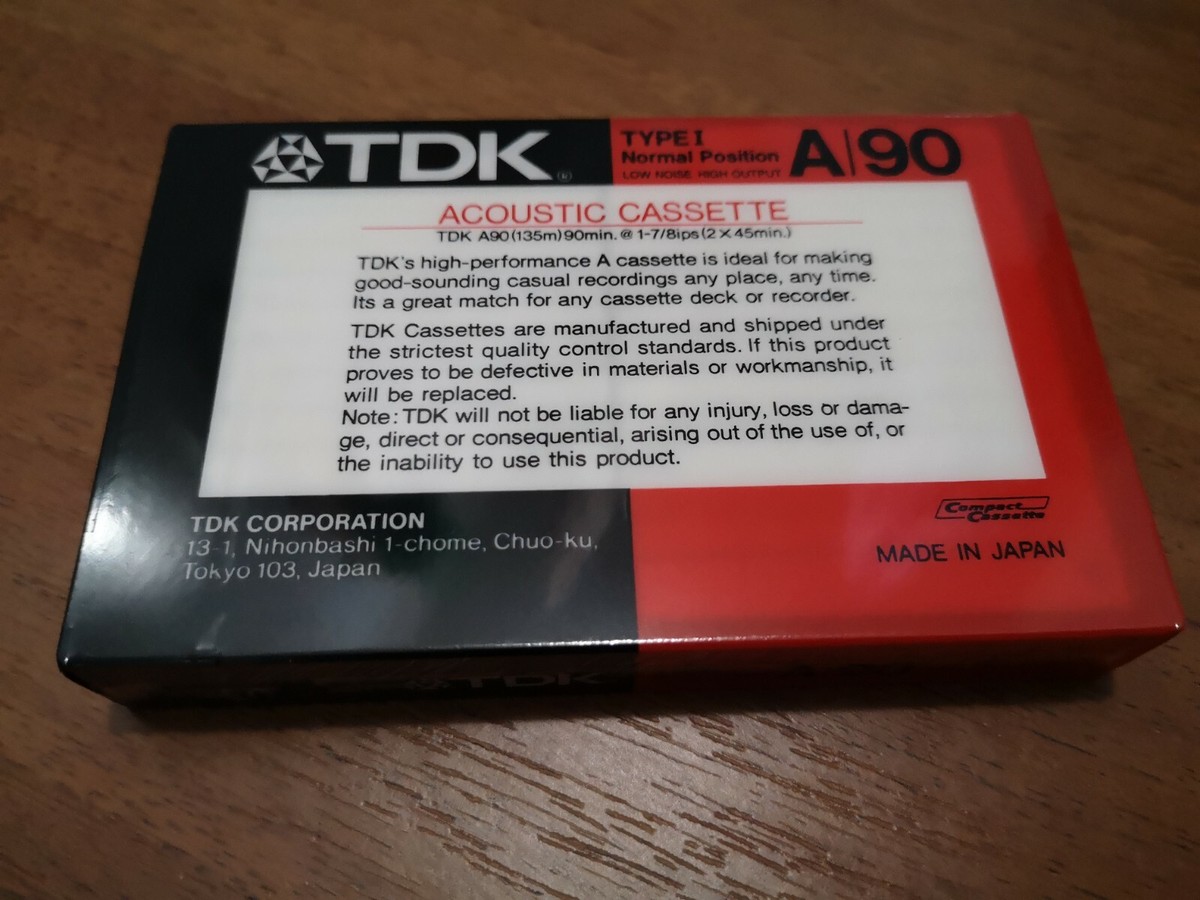 TDK®
TYPE I
Normal Position
LOW NOISE HIGH OUTPUT
A|90
ACOUSTIC CASSETTE
TDK A90(135m)90min.@1-7/8ips(2×45min.)
TDK's high-performance A cassette is ideal for making
good-sounding casual recordings any place, any time.
Its a great match for any cassette deck or recorder.
TDK Cassettes are manufactured and shipped under
the strictest quality control standards. If this product
proves to be defective in materials or workmanship, it
will be replaced.
Note: TDK will not be liable for any injury, loss or dama-
ge, direct or consequential, arising out of the use of, or
the inability to use this product.
TDK CORPORATION
13-1, Nihonbashi 1-chome, Chuo-ku,
Tokyo 103, Japan
Compact
Cassette
MADE IN JAPAN
TDK